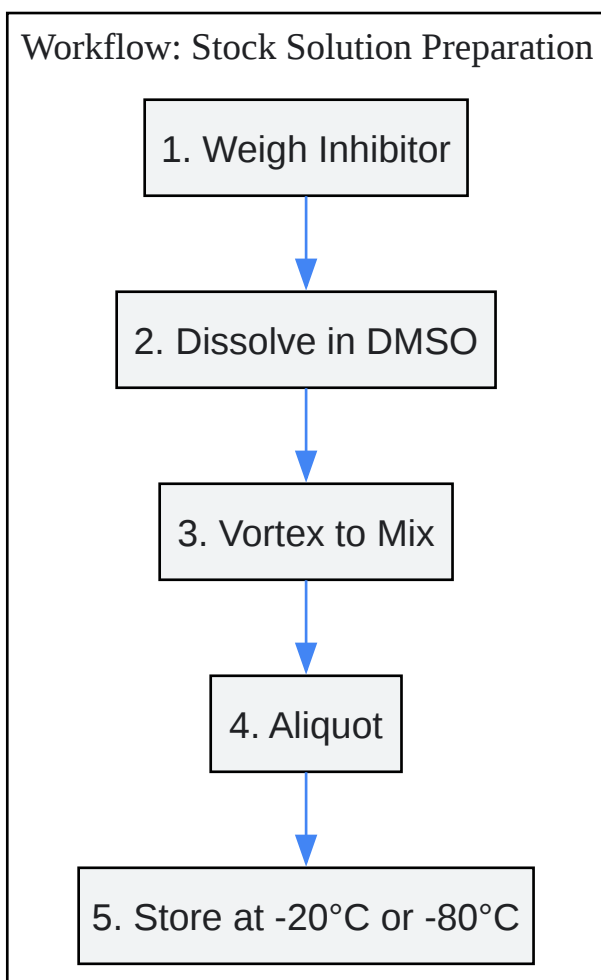 Workflow: Stock Solution Preparation
1. Weigh Inhibitor
2. Dissolve in DMSO
3. Vortex to Mix
4. Aliquot
5. Store at -20°C or -80°C